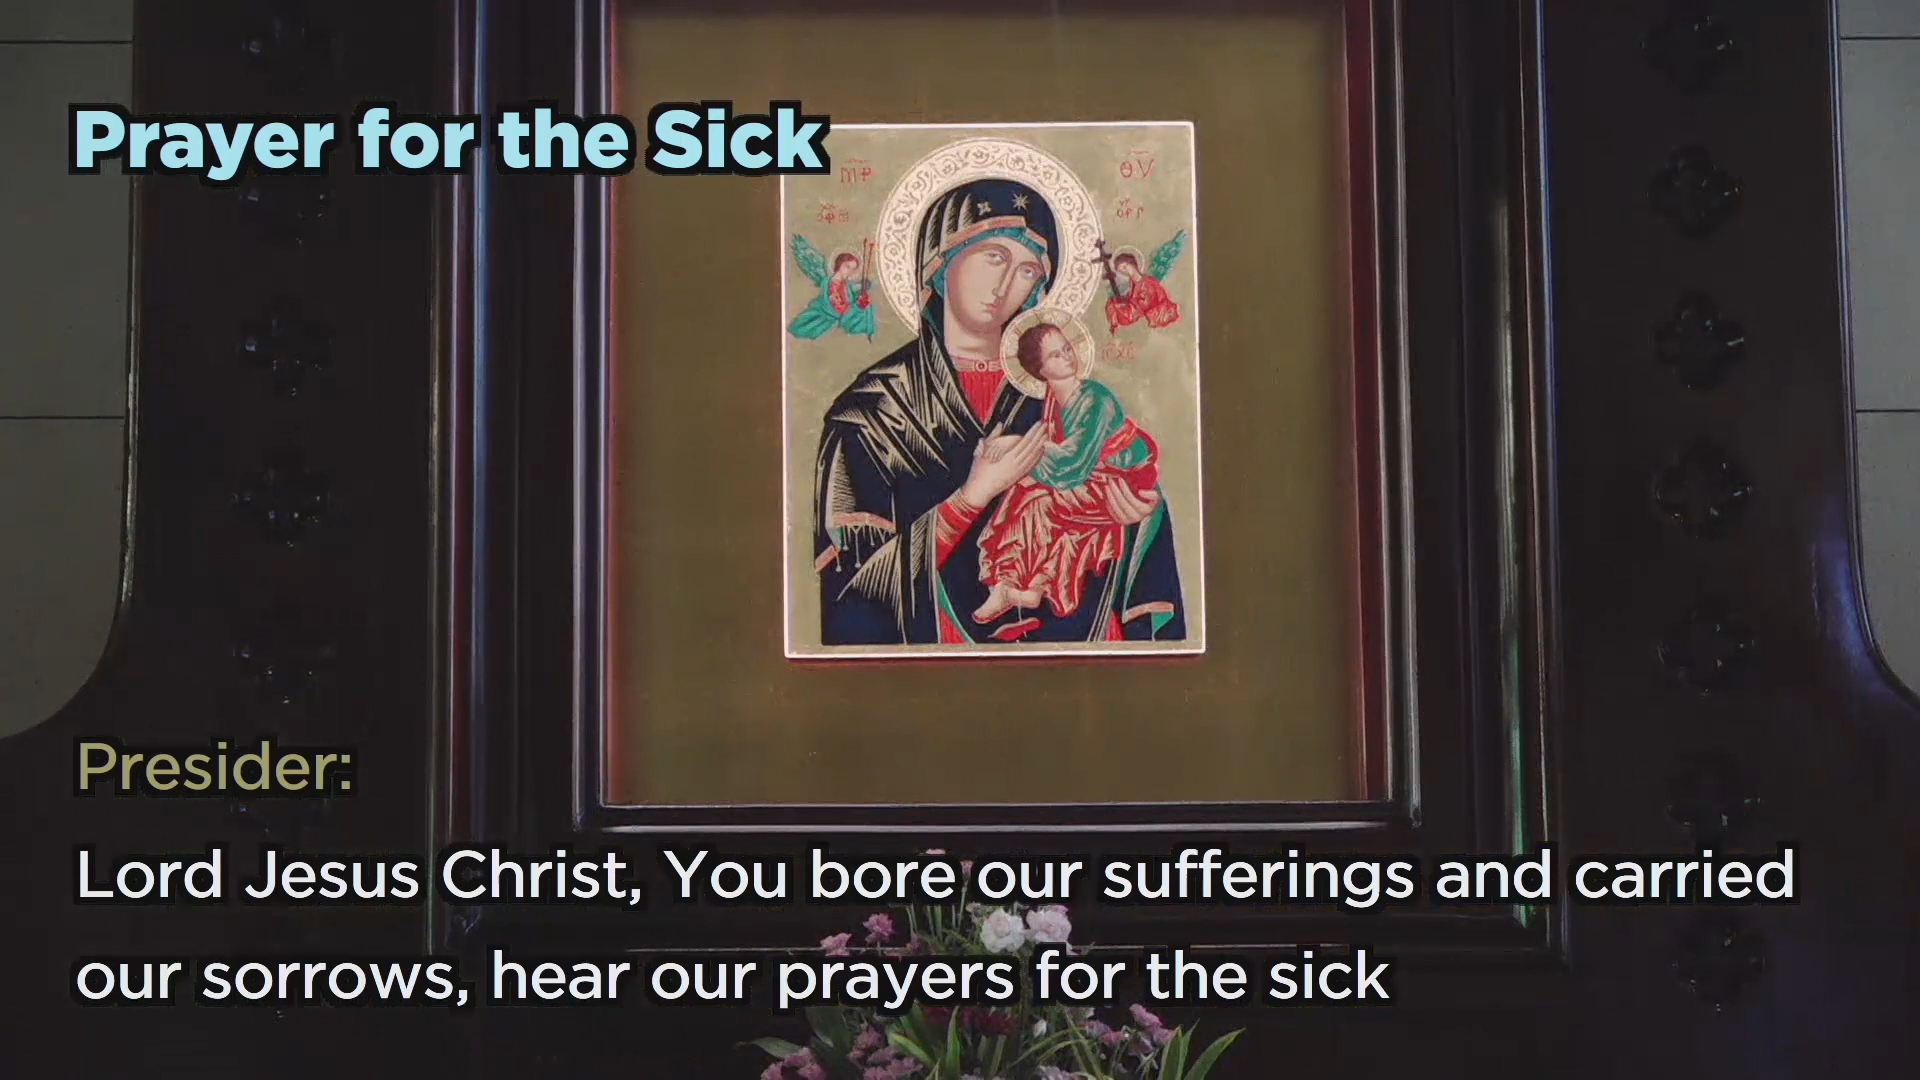 Prayer for the Sick
ΘV
Presider:
Lord Jesus Christ, You bore our sufferings and carried
our sorrows, hear our prayers for the sick